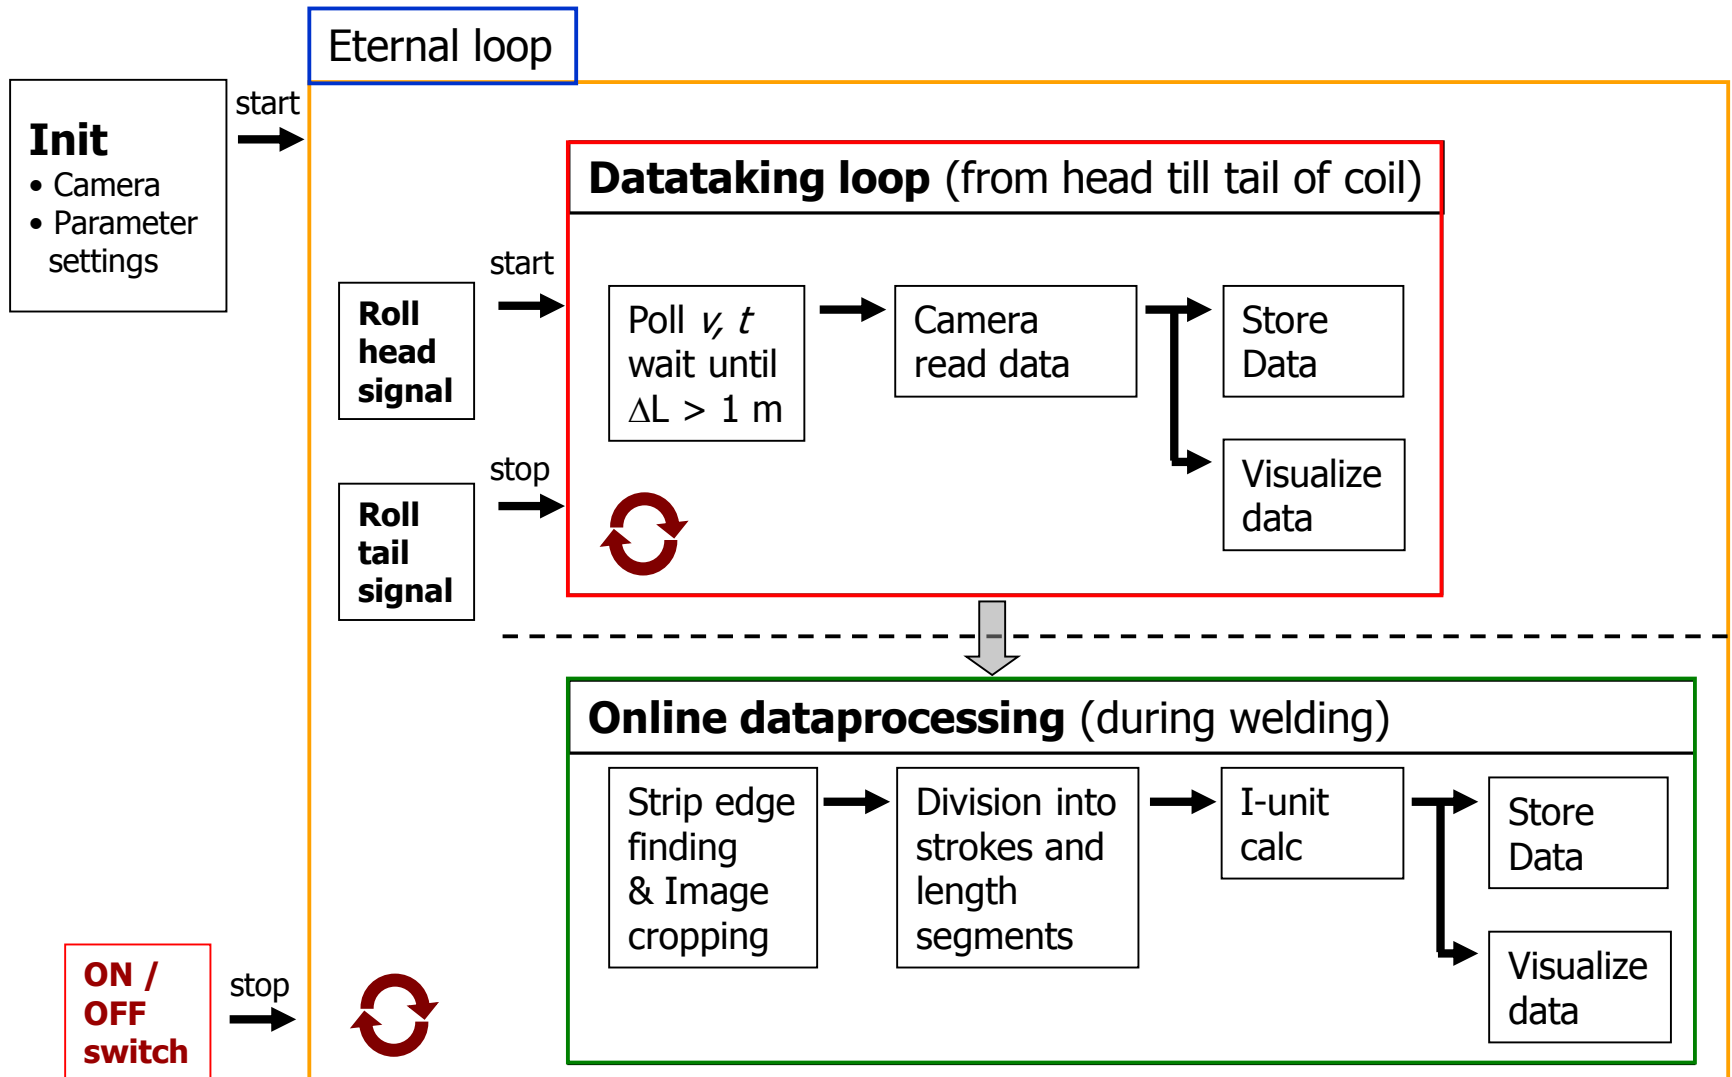 Eternal loop
Init
• Camera
• Parameter
settings
start
Datataking loop (from head till tail of coil)
Roll
head
signal
start
Poll v, t
wait until
ΔL > 1 m
Camera
read data
Store
Data
Visualize
data
Roll
tail
signal
stop
Online dataprocessing (during welding)
Strip edge
finding
& Image
cropping
Division into
strokes and
length
segments
I-unit
calc
Store
Data
Visualize
data
ON /
OFF
switch
stop